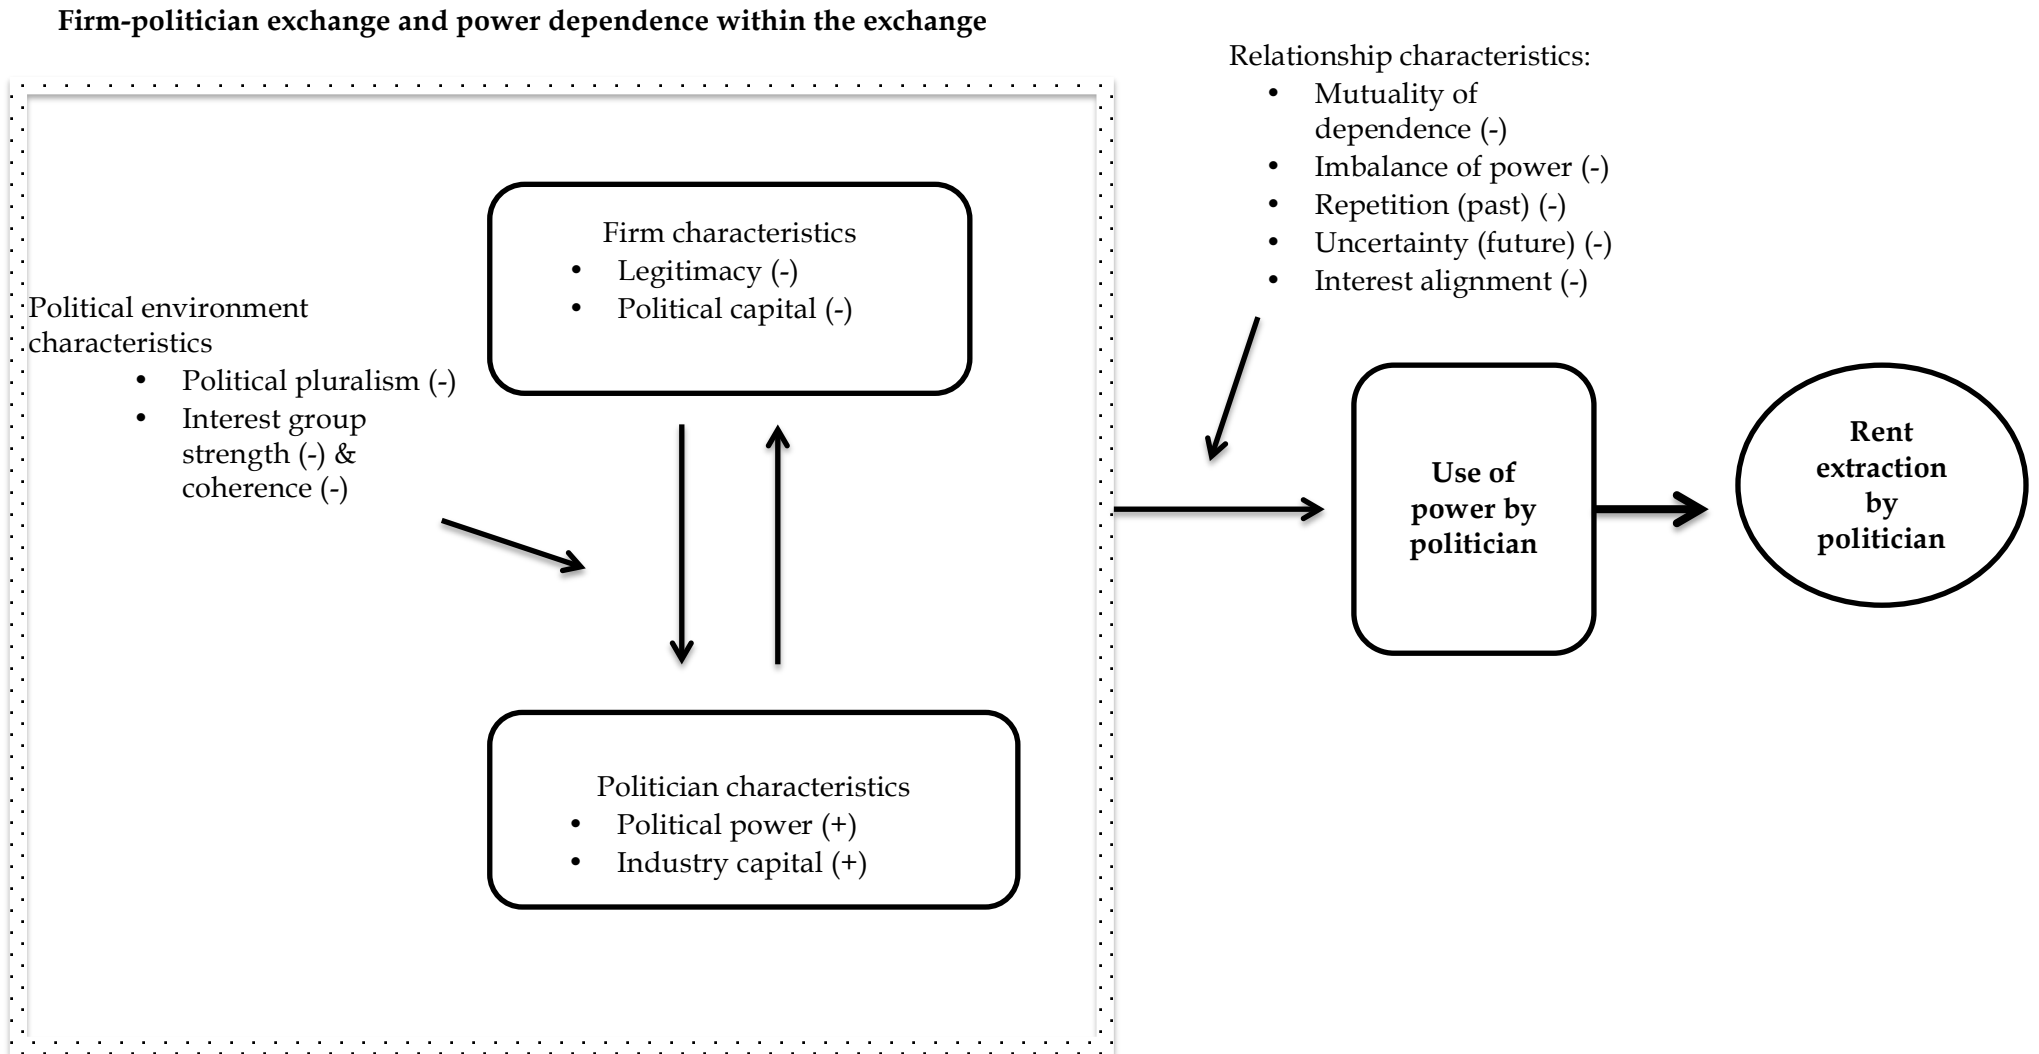 Firm-politician exchange and power dependence within the exchange
Relationship characteristics:
• Mutuality of
dependence (-)
• Imbalance of power (-)
• Repetition (past) (-)
• Uncertainty (future) (-)
• Interest alignment (-)
Firm characteristics
• Legitimacy (-)
• Political capital (-)
Political environment
characteristics
• Political pluralism (-)
• Interest group
strength (-) &
coherence (-)
Use of
power by
politician
Rent
extraction
by
politician
Politician characteristics
• Political power (+)
• Industry capital (+)